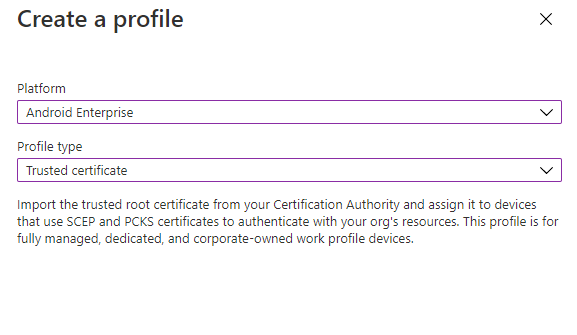 Create a profile
Platform
Android Enterprise
Profile type
Trusted certificate
Import the trusted root certificate from your Certification Authority and assign it to devices
that use SCEP and PCKS certificates to authenticate with your org's resources. This profile is for
fully managed, dedicated, and corporate-owned work profile devices.